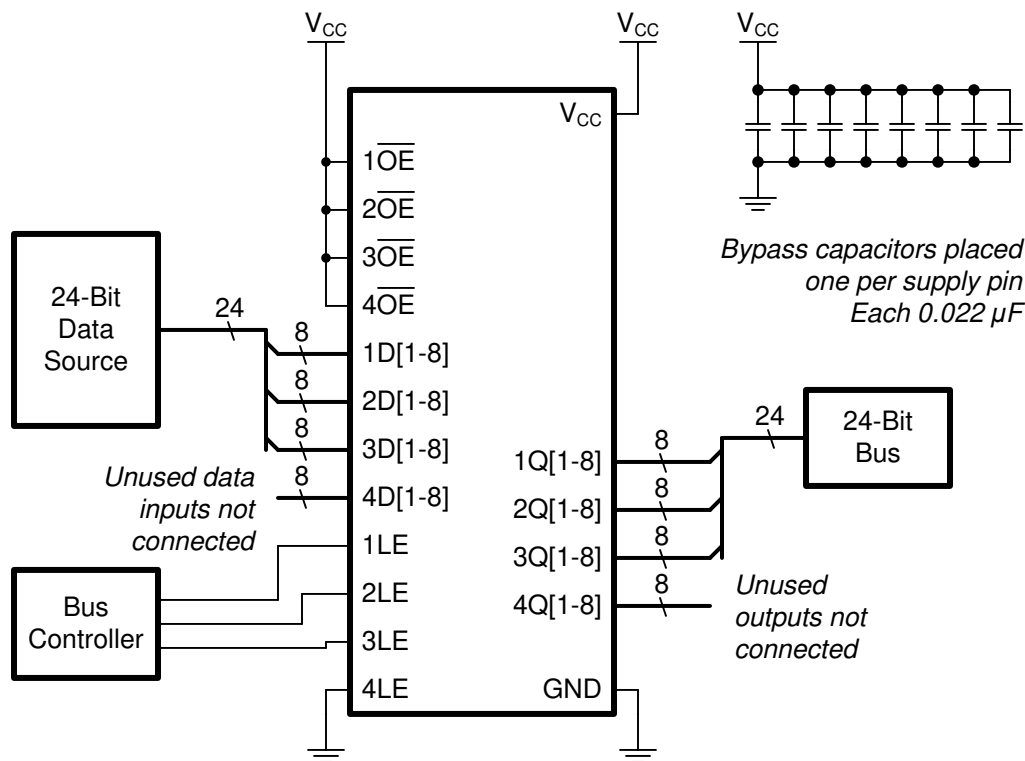 VCC
VCC
VCC
VCC
1OE
2OE
3OE
4OE
24-Bit
Data
Source
24
8
1D[1-8]
8
2D[1-8]
8
3D[1-8]
8
4D[1-8]
Unused data
inputs not
connected
Bus
Controller
1LE
2LE
3LE
4LE
GND
8
1Q[1-8]
8
2Q[1-8]
8
3Q[1-8]
8
4Q[1-8]
24
24-Bit
Bus
Unused
outputs not
connected
Bypass capacitors placed
one per supply pin
Each 0.022 µF